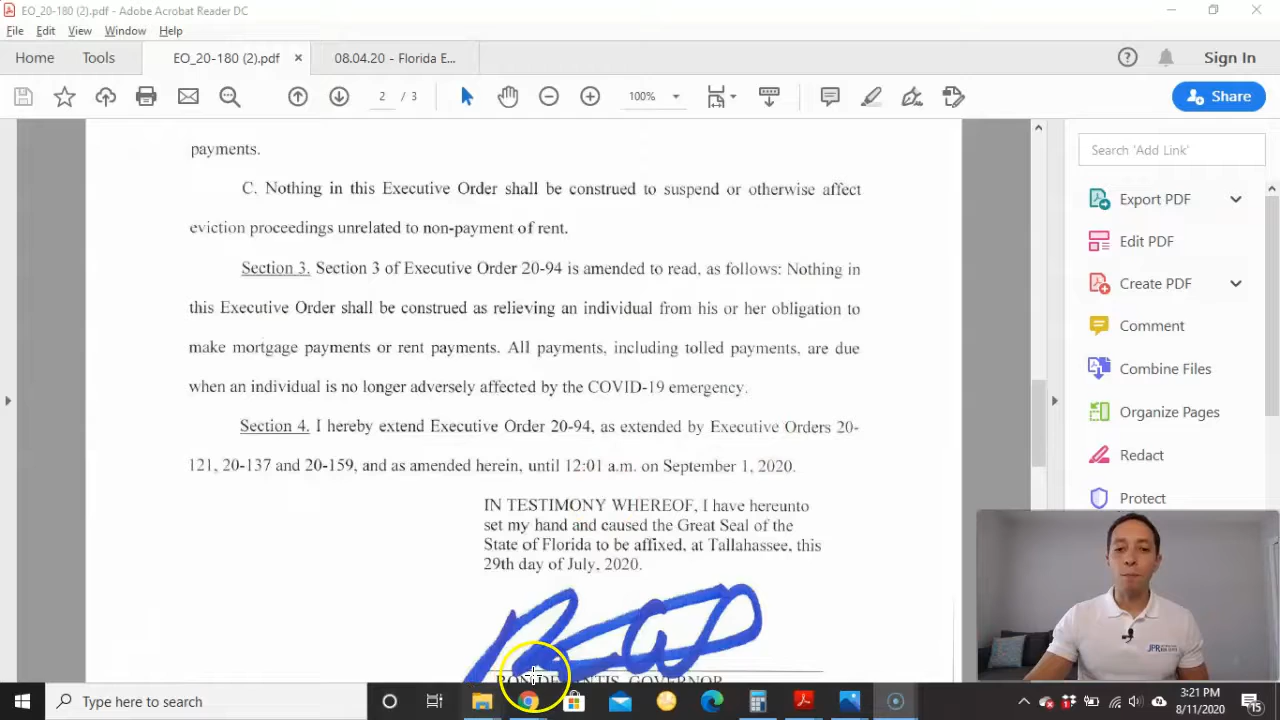 EO_20-180 (2).pdf - Adobe Acrobat Reader DC
File Edit View Window Help
Home Tools EO_20-180 (2).pdf × 08.04.20 - Florida E... Sign In
2 / 3 100% Share
payments.
C. Nothing in this Executive Order shall be construed to suspend or otherwise affect
eviction proceedings unrelated to non-payment of rent.
Section 3. Section 3 of Executive Order 20-94 is amended to read, as follows: Nothing in
this Executive Order shall be construed as relieving an individual from his or her obligation to
make mortgage payments or rent payments. All payments, including tolled payments, are due
when an individual is no longer adversely affected by the COVID-19 emergency.
Section 4. I hereby extend Executive Order 20-94, as extended by Executive Orders 20-
121, 20-137 and 20-159, and as amended herein, until 12:01 a.m. on September 1, 2020.
IN TESTIMONY WHEREOF, I have hereunto
set my hand and caused the Great Seal of the
State of Florida to be affixed, at Tallahassee, this
29th day of July, 2020.
GOVERNOR
Search 'Add Link'
Export PDF
Edit PDF
Create PDF
Comment
Combine Files
Organize Pages
Redact
Protect
JPR
Type here to search
3:21 PM
8/11/2020
15